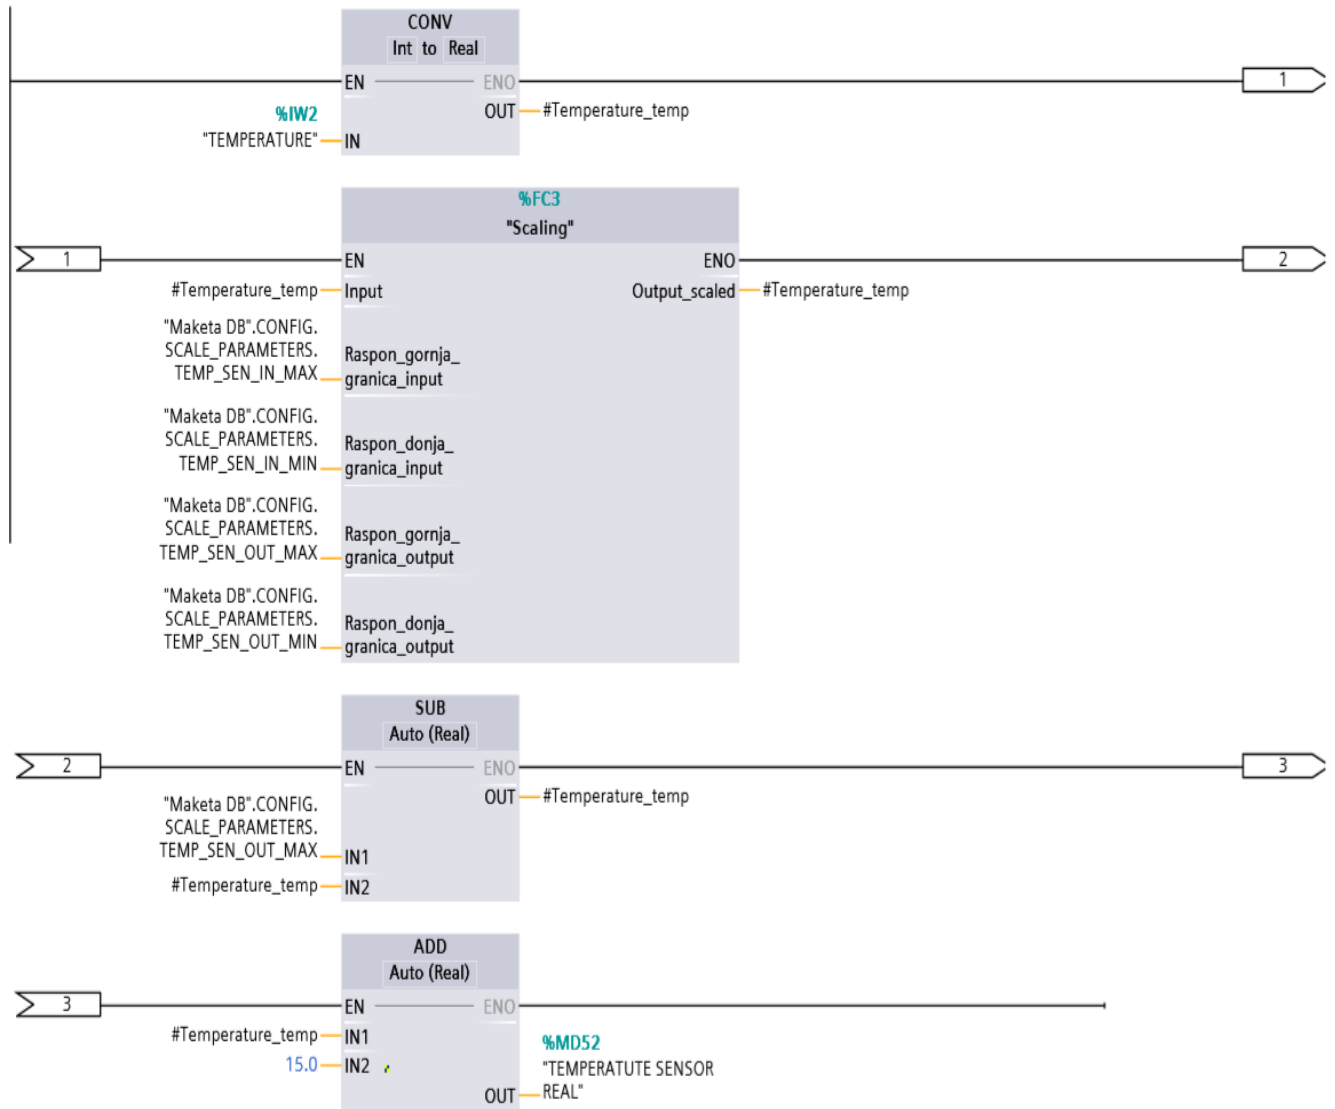 CONV
Int to Real
EN ENO
1
%IW2
OUT #Temperature_temp
"TEMPERATURE" IN
%FC3
"Scaling"
1 EN ENO 2
#Temperature_temp Input Output_scaled #Temperature_temp
"Maketa DB".CONFIG.
SCALE_PARAMETERS.
TEMP_SEN_IN_MAX
Raspon_gornja_
granica_input
"Maketa DB".CONFIG.
SCALE_PARAMETERS.
TEMP_SEN_IN_MIN
Raspon_donja_
granica_input
"Maketa DB".CONFIG.
SCALE_PARAMETERS.
TEMP_SEN_OUT_MAX
Raspon_gornja_
granica_output
"Maketa DB".CONFIG.
SCALE_PARAMETERS.
TEMP_SEN_OUT_MIN
Raspon_donja_
granica_output
SUB
Auto (Real)
2 EN ENO 3
OUT #Temperature_temp
"Maketa DB".CONFIG.
SCALE_PARAMETERS.
TEMP_SEN_OUT_MAX IN1
#Temperature_temp IN2
ADD
Auto (Real)
3 EN ENO
#Temperature_temp IN1
15.0 IN2
%MD52
"TEMPERATUTE SENSOR
OUT REAL"